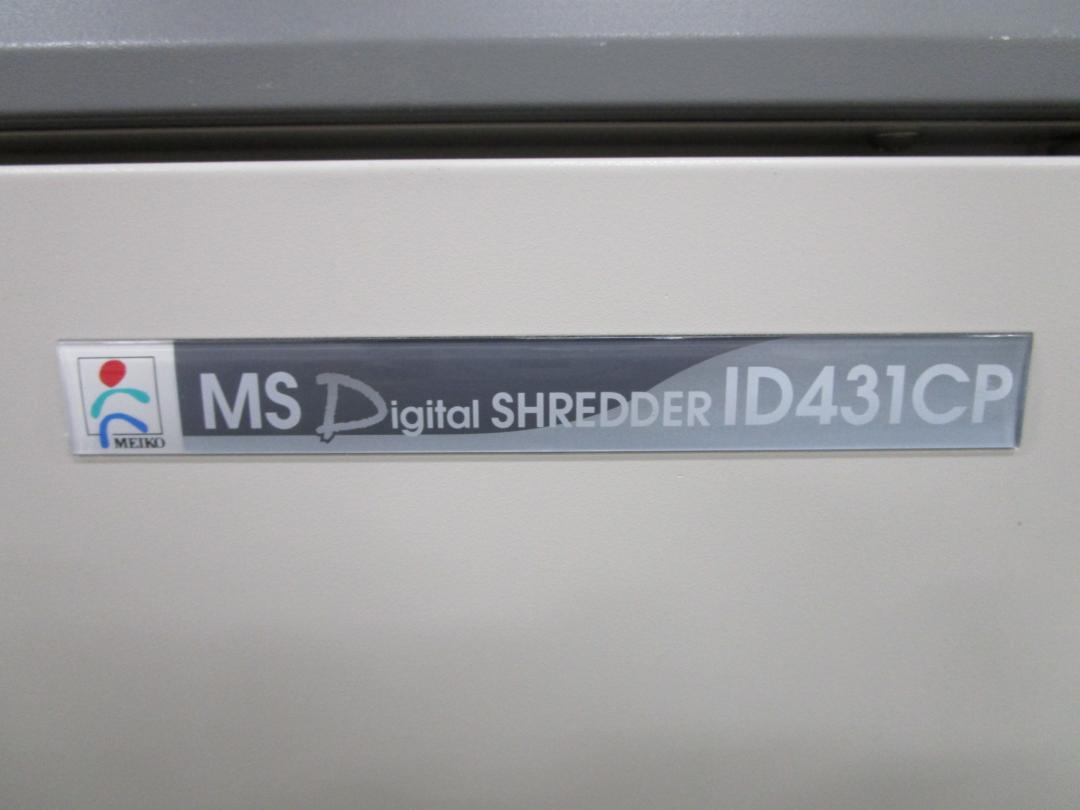 MEIKO
MS Digital SHREDDER ID431CP